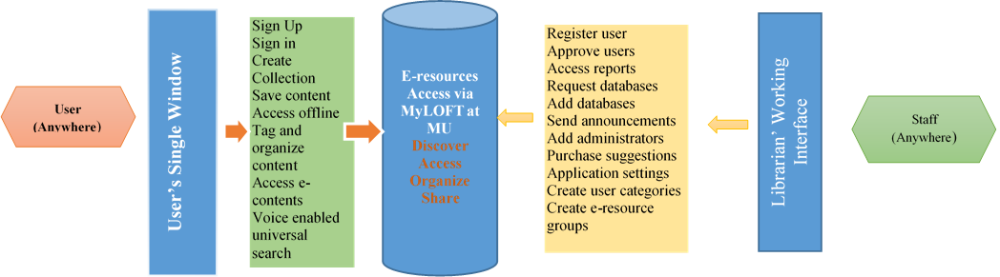 User
(Anywhere)
User's Single Window
Sign Up
Sign in
Create
Collection
Save content
Access offline
Tag and
organize
content
Access e-
contents
Voice enabled
universal
search
E-resources
Access via
MyLOFT at
MU
Discover
Access
Organize
Share
Register user
Approve users
Access reports
Request databases
Add databases
Send announcements
Add administrators
Purchase suggestions
Application settings
Create user categories
Create e-resource
groups
Librarian' Working
Interface
Staff
(Anywhere)